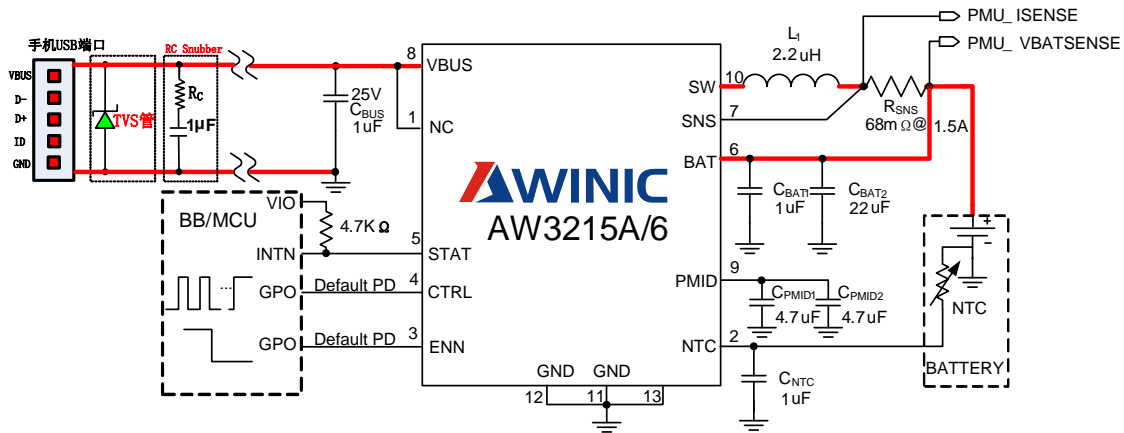 PMU_ ISENSE
PMU_ VBATSENSE
手机USB端口
VBUS
D-
D+
ID
GND
TVS管
RC Snubber
RC
1μF
25V
CBUS
1uF
8
VBUS
1
NC
L1
2.2uH
10
SW
7
SNS
RSNS
68mΩ@
1.5A
6
BAT
CBAT1
1uF
CBAT2
22uF
AWINIC
AW3215A/6
BB/MCU
VIO
4.7KΩ
INTN
5
STAT
...
GPO
Default PD
4
CTRL
GPO
Default PD
3
ENN
9
PMID
CPMID1
4.7uF
CPMID2
4.7uF
2
NTC
CNTC
1uF
+
-
NTC
BATTERY
GND
GND
12
11
13